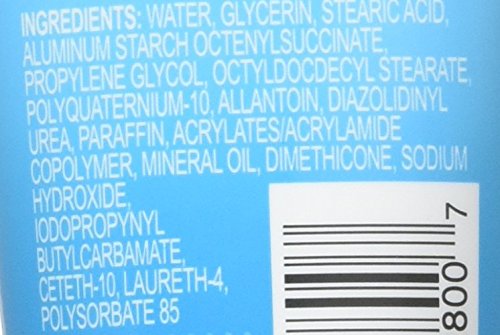 INGREDIENTS: WATER, GLYCERIN, STEARIC ACID,
ALUMINUM STARCH OCTENYLSUCCINATE,
PROPYLENE GLYCOL, OCTYLDOCDECYL STEARATE,
POLYQUATERNIUM-10, ALLANTOIN, DIAZOLIDINYL
UREA, PARAFFIN, ACRYLATES/ACRYLAMIDE
COPOLYMER, MINERAL OIL, DIMETHICONE, SODIUM
HYDROXIDE,
IODOPROPYNYL
BUTYLCARBAMATE,
CETETH-10, LAURETH-4,
POLYSORBATE 85
7
800